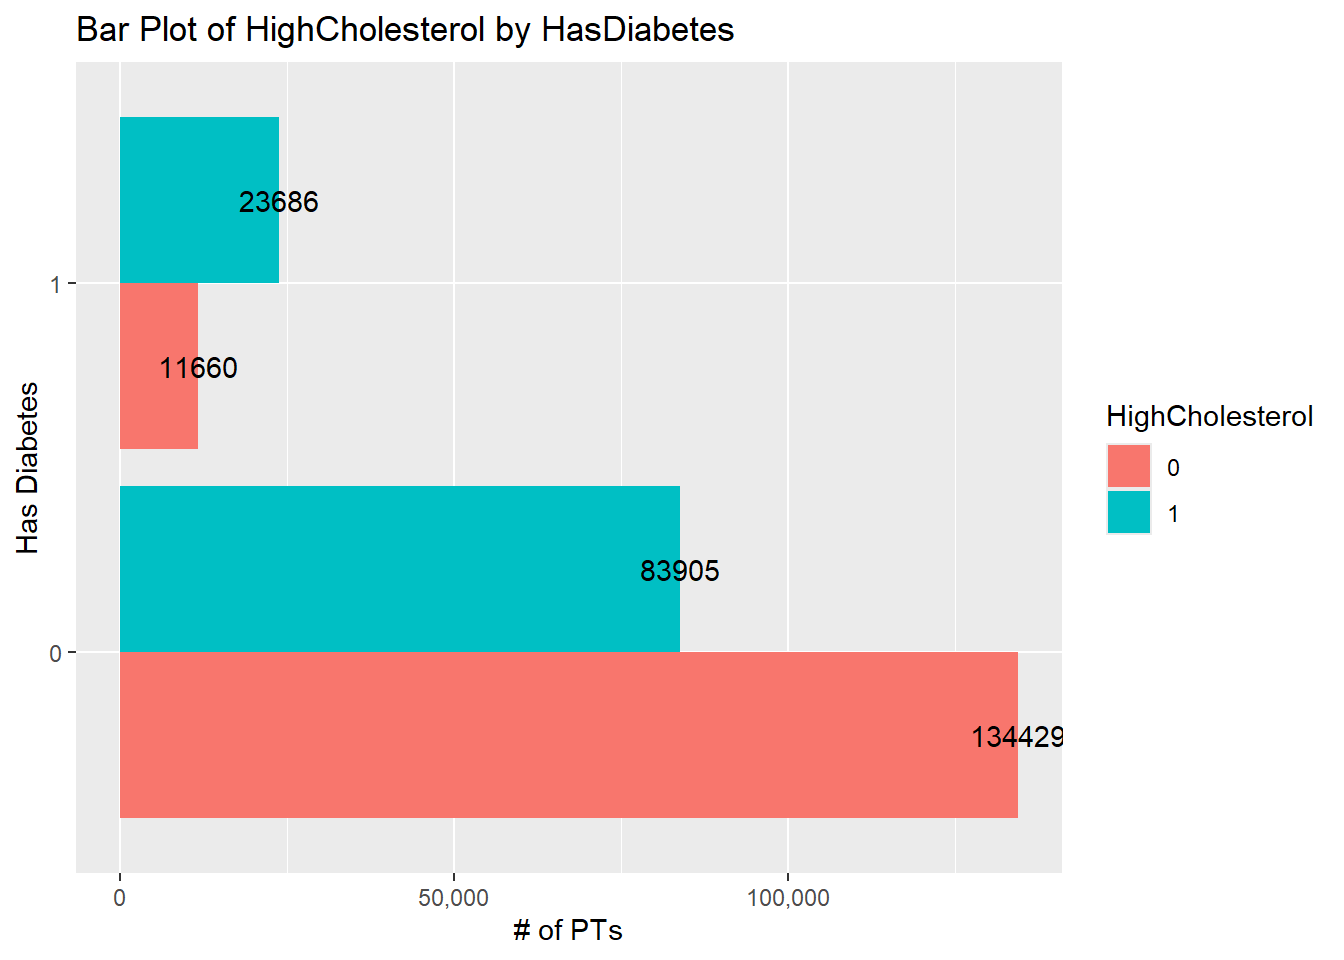 Bar Plot of HighCholesterol by HasDiabetes
23686
1
11660
Has Diabetes
83905
0
134429
0 50,000 100,000
# of PTs
HighCholesterol
0
1